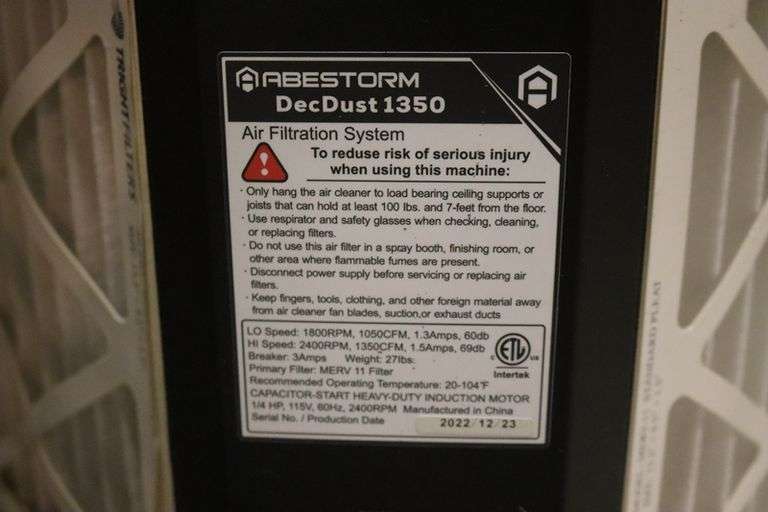 ABESTORM
DecDust 1350
Air Filtration System
To reduse risk of serious injury
when using this machine:
· Only hang the air cleaner to load bearing ceiling supports or
joists that can hold at least 100 lbs. and 7-feet from the floor.
· Use respirator and safety glasses when checking, cleaning,
or replacing filters.
· Do not use this air filter in a spray booth, finishing room, or
other area where flammable fumes are present.
· Disconnect power supply before servicing or replacing air
filters.
· Keep fingers, tools, clothing, and other foreign material away
from air cleaner fan blades, suction,or exhaust ducts
LO Speed: 1800RPM, 1050CFM, 1.3Amps, 60db
HI Speed: 2400RPM, 1350CFM, 1.5Amps, 69db
Breaker: 3Amps Weight: 27lbs.
Primary Filter: MERV 11 Filter
Recommended Operating Temperature: 20-104°F
CAPACITOR-START HEAVY-DUTY INDUCTION MOTOR
1/4 HP, 115V, 60Hz, 2400RPM Manufactured in China
Serial No. / Production Date
2022/12/23
C ETL US
Intertek
STANDARD PLEAT